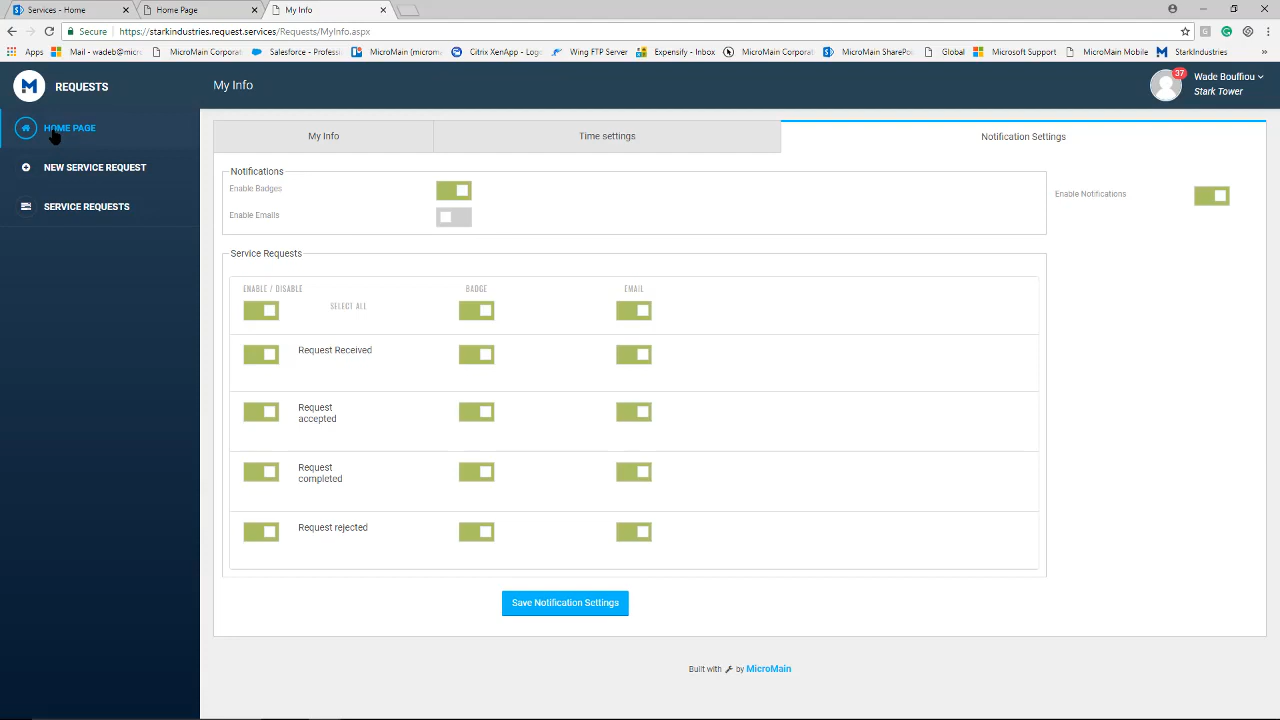 Services - Home
Home Page
My Info
Secure
https://starkindustries.request.services/Requests/MyInfo.aspx
Apps
Mail - wadeb@micr
MicroMain Corporat
Salesforce - Professi
MicroMain (microma
Citrix XenApp - Logo
Wing FTP Server
Expensify - Inbox
MicroMain Corporat
MicroMain SharePo
Global
Microsoft Support
MicroMain Mobile
StarkIndustries
REQUESTS
My Info
37
Wade Bouffiou
Stark Tower
HOME PAGE
NEW SERVICE REQUEST
SERVICE REQUESTS
My Info
Time settings
Notification Settings
Notifications
Enable Badges
Enable Emails
Enable Notifications
Service Requests
ENABLE / DISABLE
SELECT ALL
BADGE
EMAIL
Request Received
Request
accepted
Request
completed
Request rejected
Save Notification Settings
Built with by MicroMain